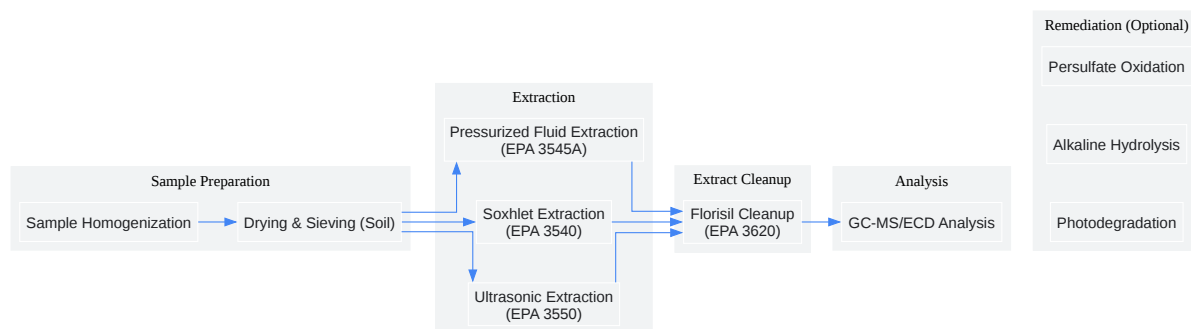 Sample Preparation
Sample Homogenization
Drying & Sieving (Soil)
Extraction
Pressurized Fluid Extraction
(EPA 3545A)
Soxhlet Extraction
(EPA 3540)
Ultrasonic Extraction
(EPA 3550)
Extract Cleanup
Florisil Cleanup
(EPA 3620)
Analysis
GC-MS/ECD Analysis
Remediation (Optional)
Persulfate Oxidation
Alkaline Hydrolysis
Photodegradation